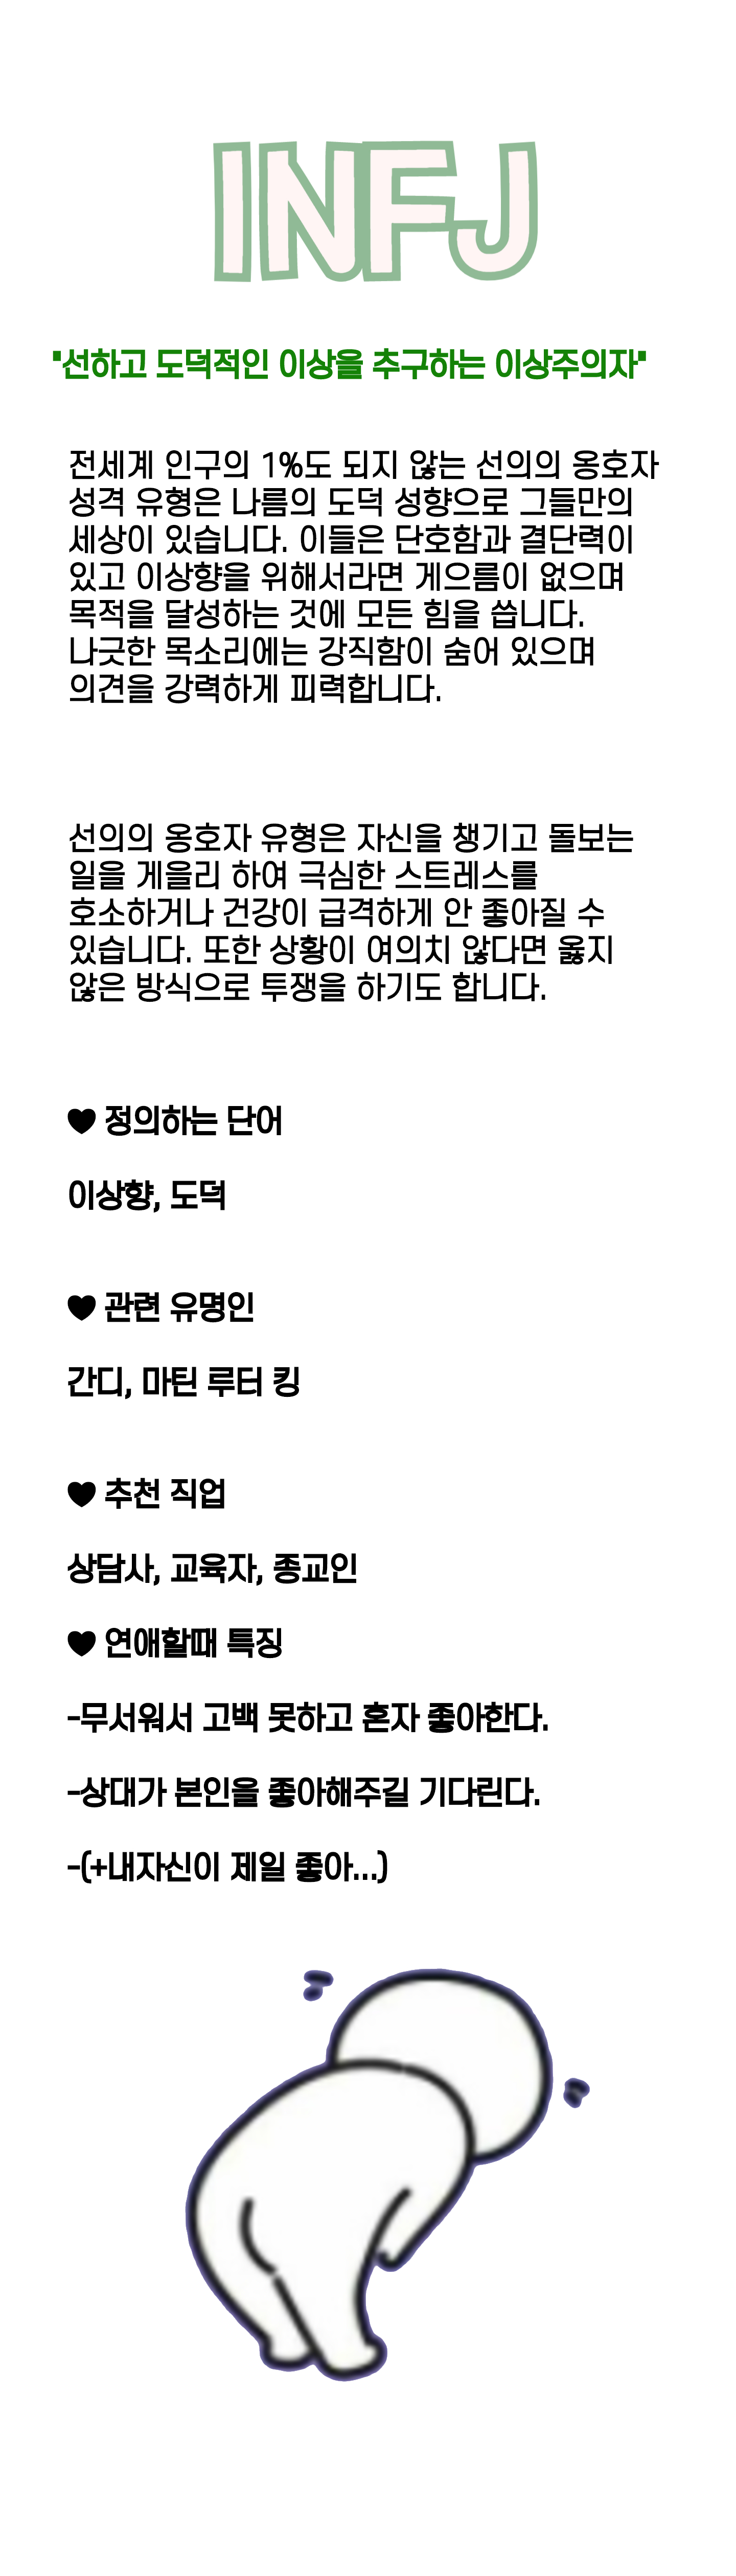 INFJ
"선하고 도덕적인 이상을 추구하는 이상주의자"
전세계 인구의 1%도 되지 않는 선의의 옹호자
성격 유형은 나름의 도덕 성향으로 그들만의
세상이 있습니다. 이들은 단호함과 결단력이
있고 이상향을 위해서라면 게으름이 없으며
목적을 달성하는 것에 모든 힘을 씁니다.
나긋한 목소리에는 강직함이 숨어 있으며
의견을 강력하게 피력합니다.
선의의 옹호자 유형은 자신을 챙기고 돌보는
일을 게을리 하여 극심한 스트레스를
호소하거나 건강이 급격하게 안 좋아질 수
있습니다. 또한 상황이 여의치 않다면 옳지
않은 방식으로 투쟁을 하기도 합니다.
♥ 정의하는 단어
이상향, 도덕
♥ 관련 유명인
간디, 마틴 루터 킹
♥ 추천 직업
상담사, 교육자, 종교인
♥ 연애할때 특징
-무서워서 고백 못하고 혼자 좋아한다.
-상대가 본인을 좋아해주길 기다린다.
-(+내자신이 제일 좋아...)